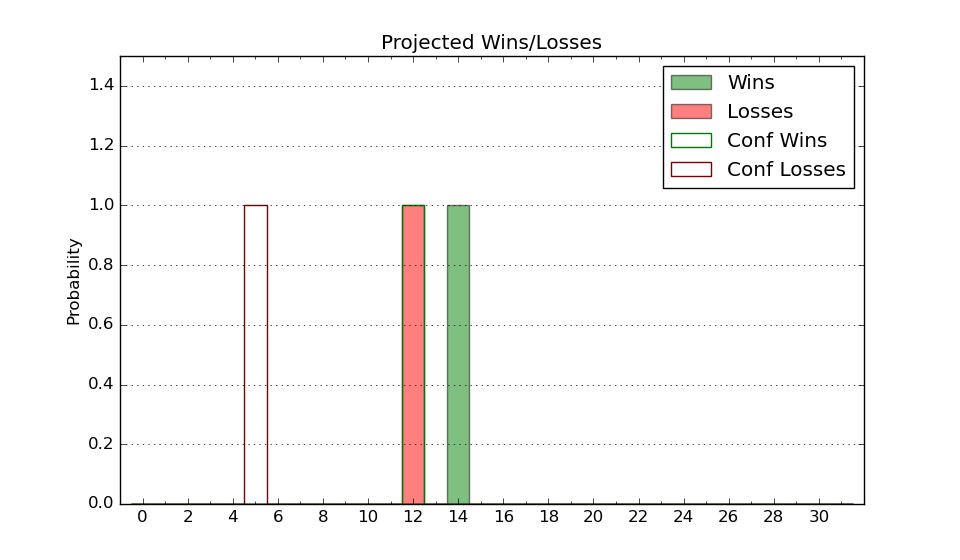 Projected Wins/Losses
1.4
1.2
1.0
0.8
0.6
0.4
0.2
0.0
Probability
Wins
Losses
Conf Wins
Conf Losses
0 2 4 6 8 10 12 14 16 18 20 22 24 26 28 30